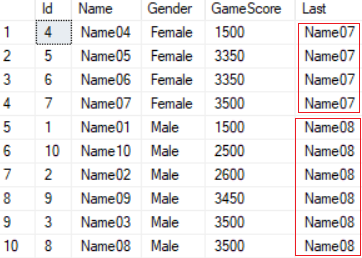 Id Name Gender GameScore Last
1 4 Name04 Female 1500 Name07
2 5 Name05 Female 3350 Name07
3 6 Name06 Female 3350 Name07
4 7 Name07 Female 3500 Name07
5 1 Name01 Male 1500 Name08
6 10 Name10 Male 2500 Name08
7 2 Name02 Male 2600 Name08
8 9 Name09 Male 3450 Name08
9 3 Name03 Male 3500 Name08
10 8 Name08 Male 3500 Name08